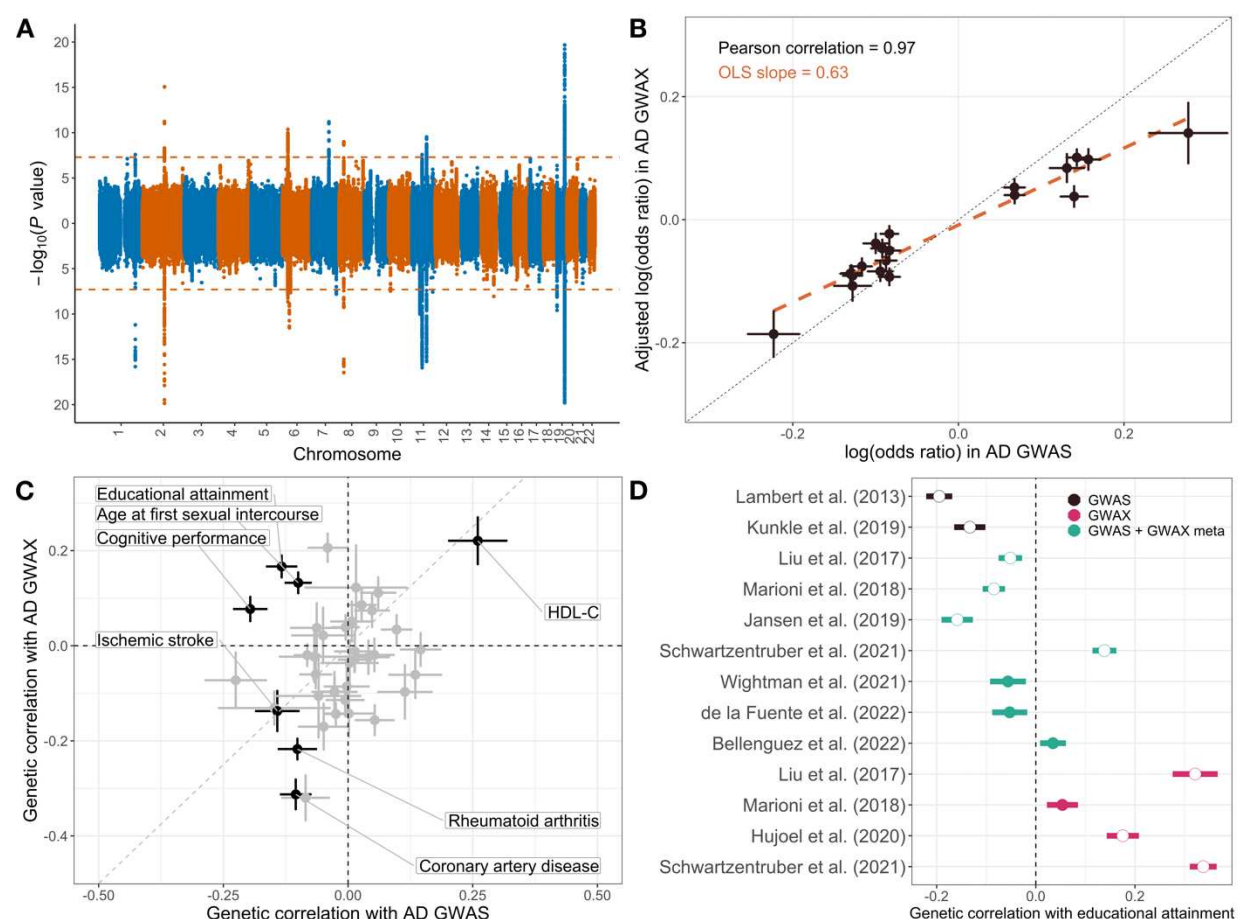 A
20
15
10
5
0
5
10
15
20
−log10(P value)
1 2 3 4 5 6 7 8 9 10 11 12 13 14 15 16 17 18 19 20 21 22
Chromosome
B
Pearson correlation = 0.97
OLS slope = 0.63
Adjusted log(odds ratio) in AD GWAX
0.2
0.0
-0.2
-0.2 0.0 0.2
log(odds ratio) in AD GWAS
C
Educational attainment
Age at first sexual intercourse
Cognitive performance
HDL-C
Ischemic stroke
Rheumatoid arthritis
Coronary artery disease
Genetic correlation with AD GWAX
0.2
0.0
-0.2
-0.4
-0.50 -0.25 0.00 0.25 0.50
Genetic correlation with AD GWAS
D
Lambert et al. (2013)
Kunkle et al. (2019)
Liu et al. (2017)
Marioni et al. (2018)
Jansen et al. (2019)
Schwartzentruber et al. (2021)
Wightman et al. (2021)
de la Fuente et al. (2022)
Bellenguez et al. (2022)
Liu et al. (2017)
Marioni et al. (2018)
Hujoel et al. (2020)
Schwartzentruber et al. (2021)
GWAS
GWAX
GWAS + GWAX meta
-0.2 0.0 0.2
Genetic correlation with educational attainment